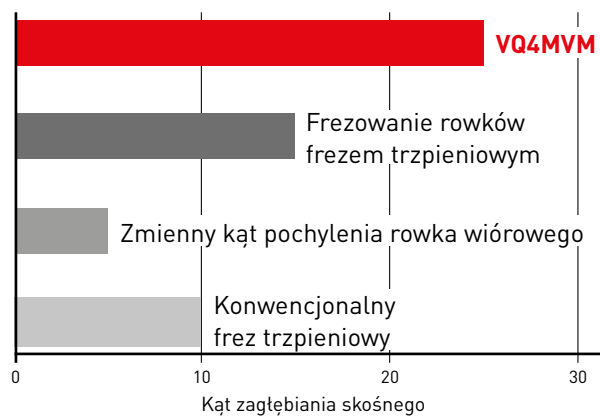 VQ4MVM
Frezowanie rowków
frezem trzpieniowym
Zmienny kąt pochylenia rowka wiórowego
Konwencjonalny
frez trzpieniowy
0 10 20 30
Kąt zagłębiania skośnego